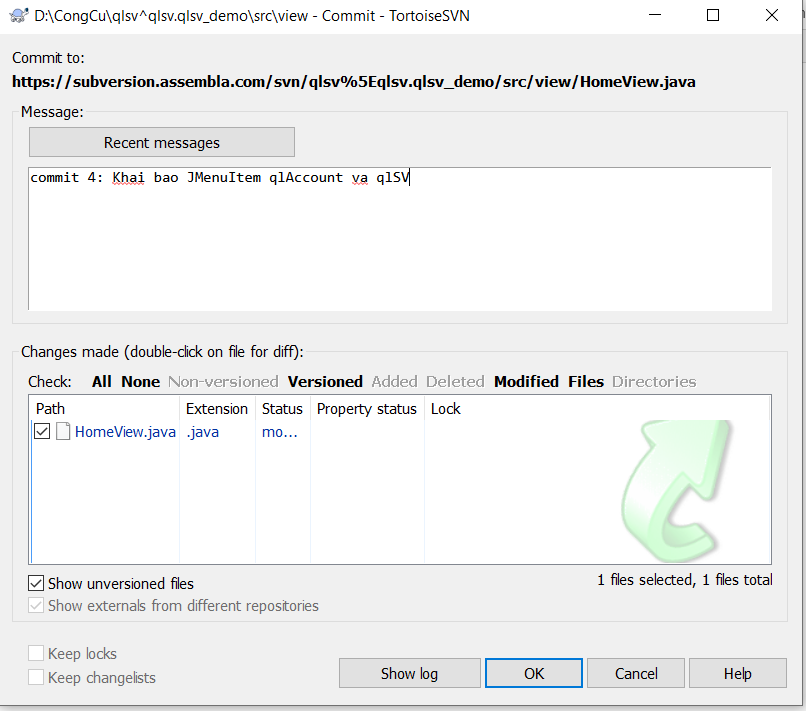 D:\CongCu\qlsv^qlsv.qlsv_demo\src\view - Commit - TortoiseSVN
Commit to:
https://subversion.assembla.com/svn/qlsv%5Eqlsv.qlsv_demo/src/view/HomeView.java
Message:
Recent messages
commit 4: Khai bao JMenuItem qlAccount va qlSV
Changes made (double-click on file for diff):
Check: All None Non-versioned Versioned Added Deleted Modified Files Directories
Path Extension Status Property status Lock
HomeView.java .java mo...
Show unversioned files 1 files selected, 1 files total
Show externals from different repositories
Keep locks
Keep changelists
Show log OK Cancel Help